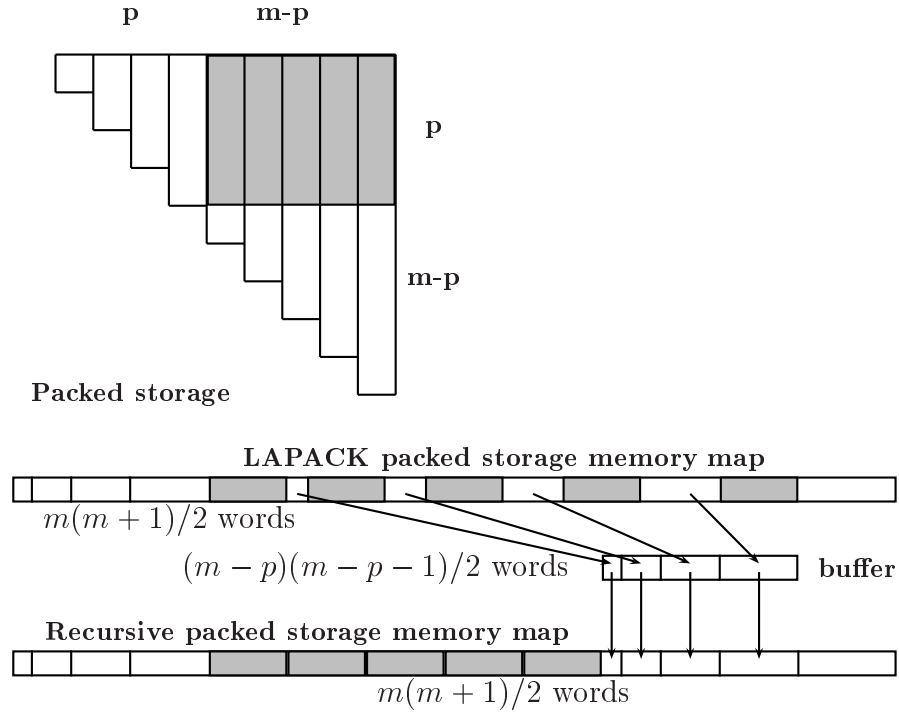 p m-p
p
m-p
Packed storage
LAPACK packed storage memory map
m(m + 1)/2 words
(m − p)(m − p − 1)/2 words
buffer
Recursive packed storage memory map
m(m + 1)/2 words